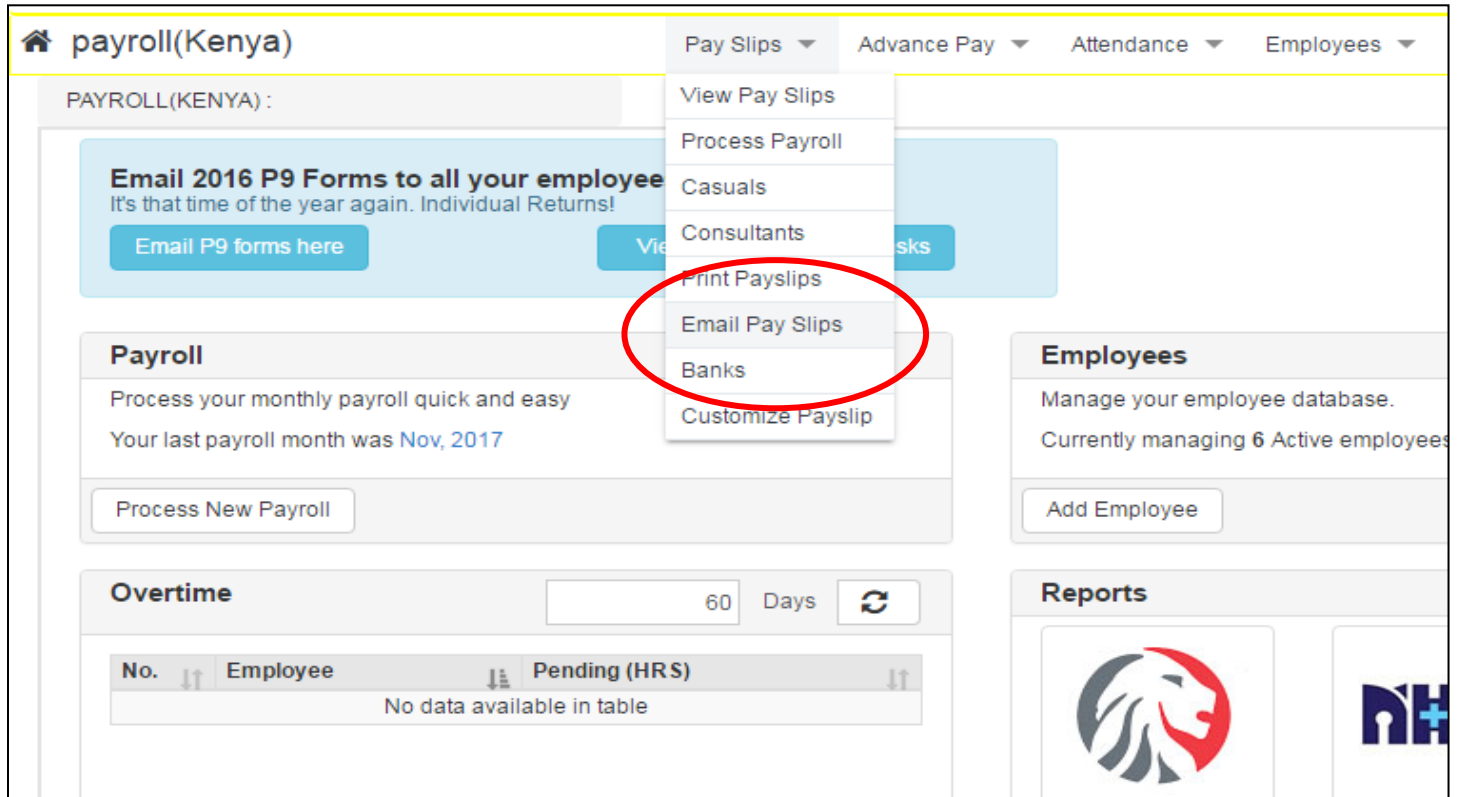 payroll(Kenya)
Pay Slips
Advance Pay
Attendance
Employees
PAYROLL(KENYA) :
View Pay Slips
Process Payroll
Casuals
Consultants
Print Payslips
Email Pay Slips
Banks
Customize Payslip
Email 2016 P9 Forms to all your employee
It's that time of the year again. Individual Returns!
Email P9 forms here
Payroll
Process your monthly payroll quick and easy
Your last payroll month was Nov, 2017
Process New Payroll
Employees
Manage your employee database.
Currently managing 6 Active employees
Add Employee
Overtime
60 Days
No. Employee Pending (HRS)
No data available in table
Reports